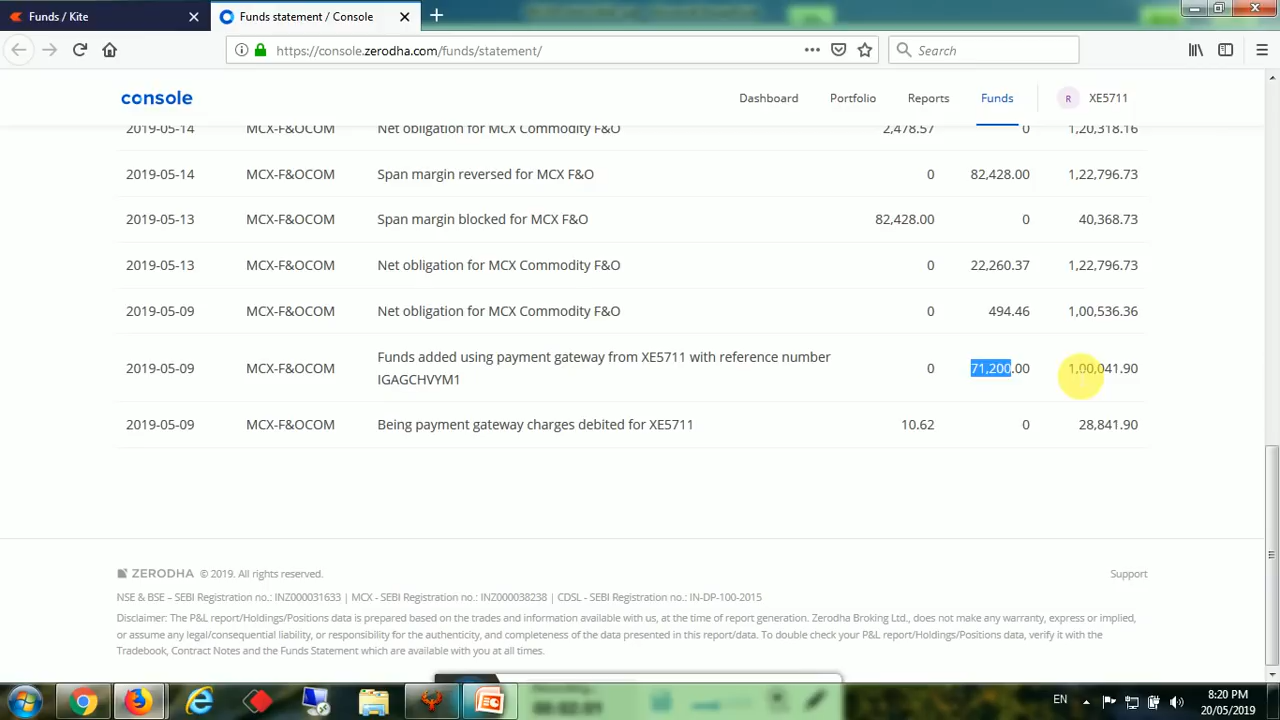 Funds / Kite
Funds statement / Console
https://console.zerodha.com/funds/statement/
Search
console
Dashboard Portfolio Reports Funds R XE5711
2019-05-14 MCX-F&OCOM Net obligation for MCX Commodity F&O 2,478.57 0 1,20,318.16
2019-05-14 MCX-F&OCOM Span margin reversed for MCX F&O 0 82,428.00 1,22,796.73
2019-05-13 MCX-F&OCOM Span margin blocked for MCX F&O 82,428.00 0 40,368.73
2019-05-13 MCX-F&OCOM Net obligation for MCX Commodity F&O 0 22,260.37 1,22,796.73
2019-05-09 MCX-F&OCOM Net obligation for MCX Commodity F&O 0 494.46 1,00,536.36
2019-05-09 MCX-F&OCOM Funds added using payment gateway from XE5711 with reference number
IGAGCHVYM1 0 71,200.00 1,00,041.90
2019-05-09 MCX-F&OCOM Being payment gateway charges debited for XE5711 10.62 0 28,841.90
ZERODHA © 2019. All rights reserved. Support
NSE & BSE – SEBI Registration no.: INZ000031633 | MCX - SEBI Registration no.: INZ000038238 | CDSL - SEBI Registration no.: IN-DP-100-2015
Disclaimer: The P&L report/Holdings/Positions data is prepared based on the trades and information available with us, at the time of report generation. Zerodha Broking Ltd., does not make any warranty, express or implied,
or assume any legal/consequential liability, or responsibility for the authenticity, and completeness of the data presented in this report/data. To double check your P&L report/Holdings/Positions data, verify it with the
Tradebook, Contract Notes and the Funds Statement which are available with you at all times.
EN
8:20 PM
20/05/2019